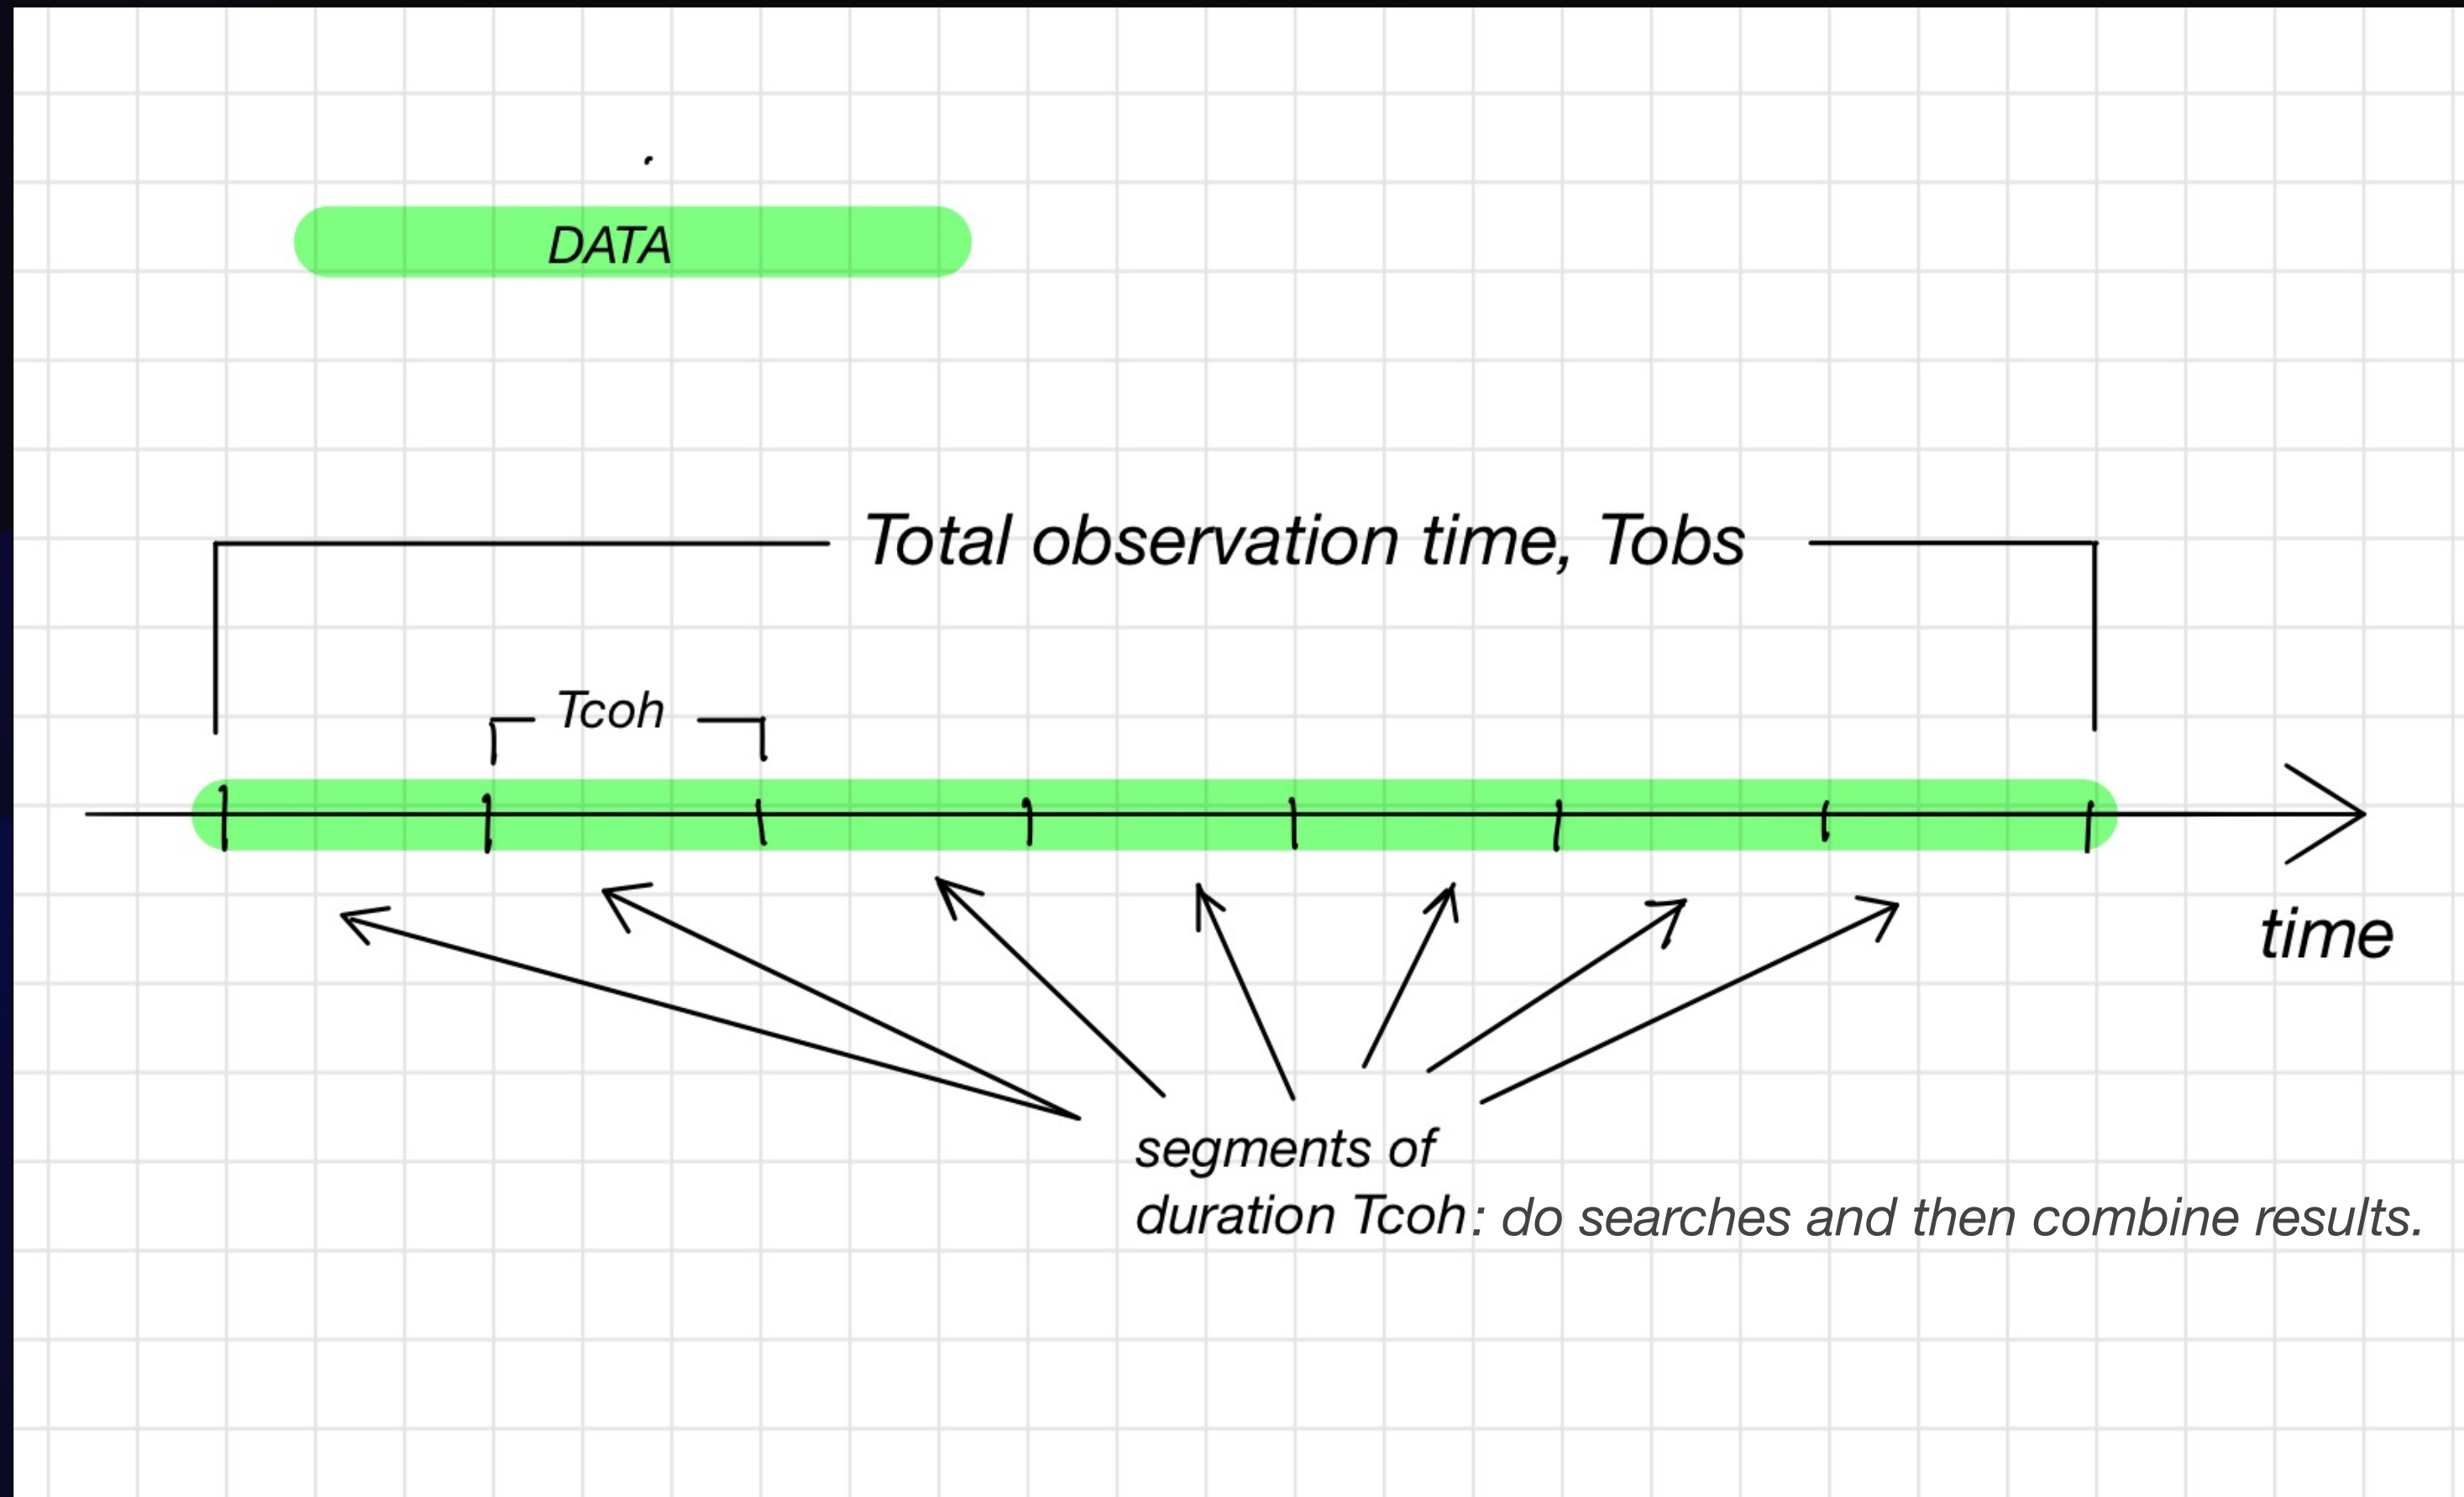 DATA
Total observation time, Tobs
Tcoh
time
segments of
duration Tcoh: do searches and then combine results.